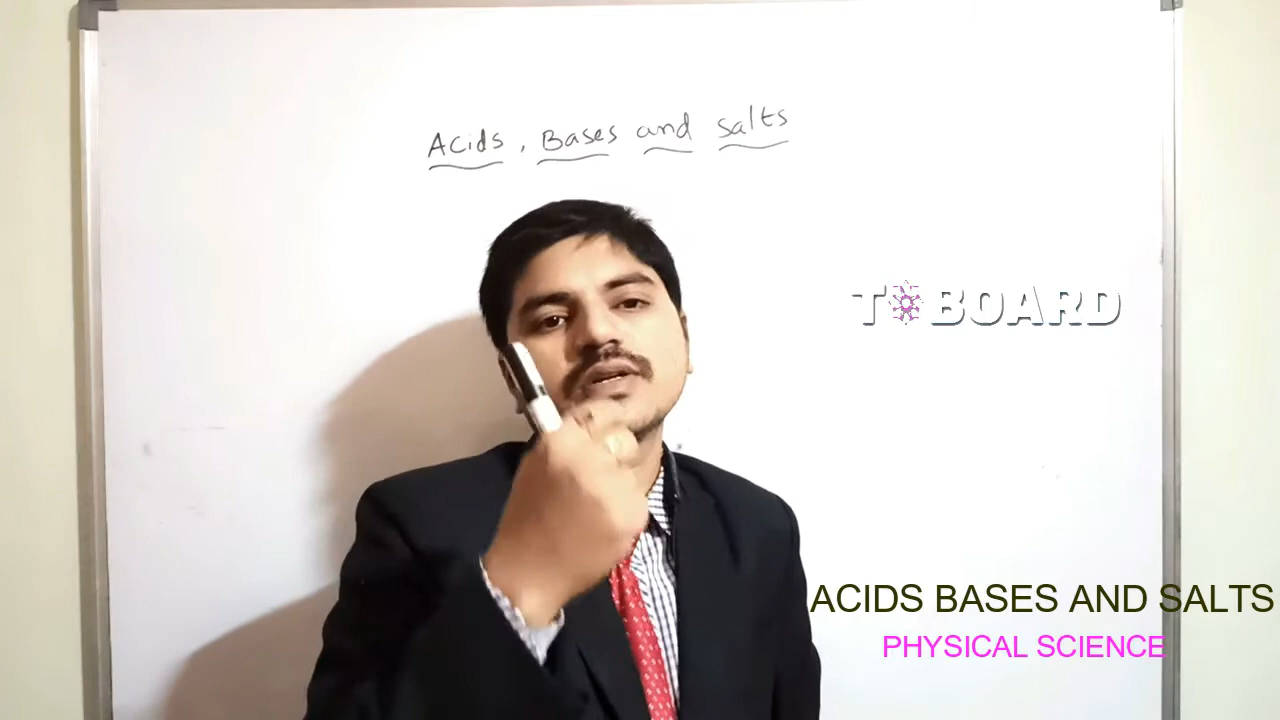 Acids, Bases and Salts
T BOARD
ACIDS BASES AND SALTS
PHYSICAL SCIENCE